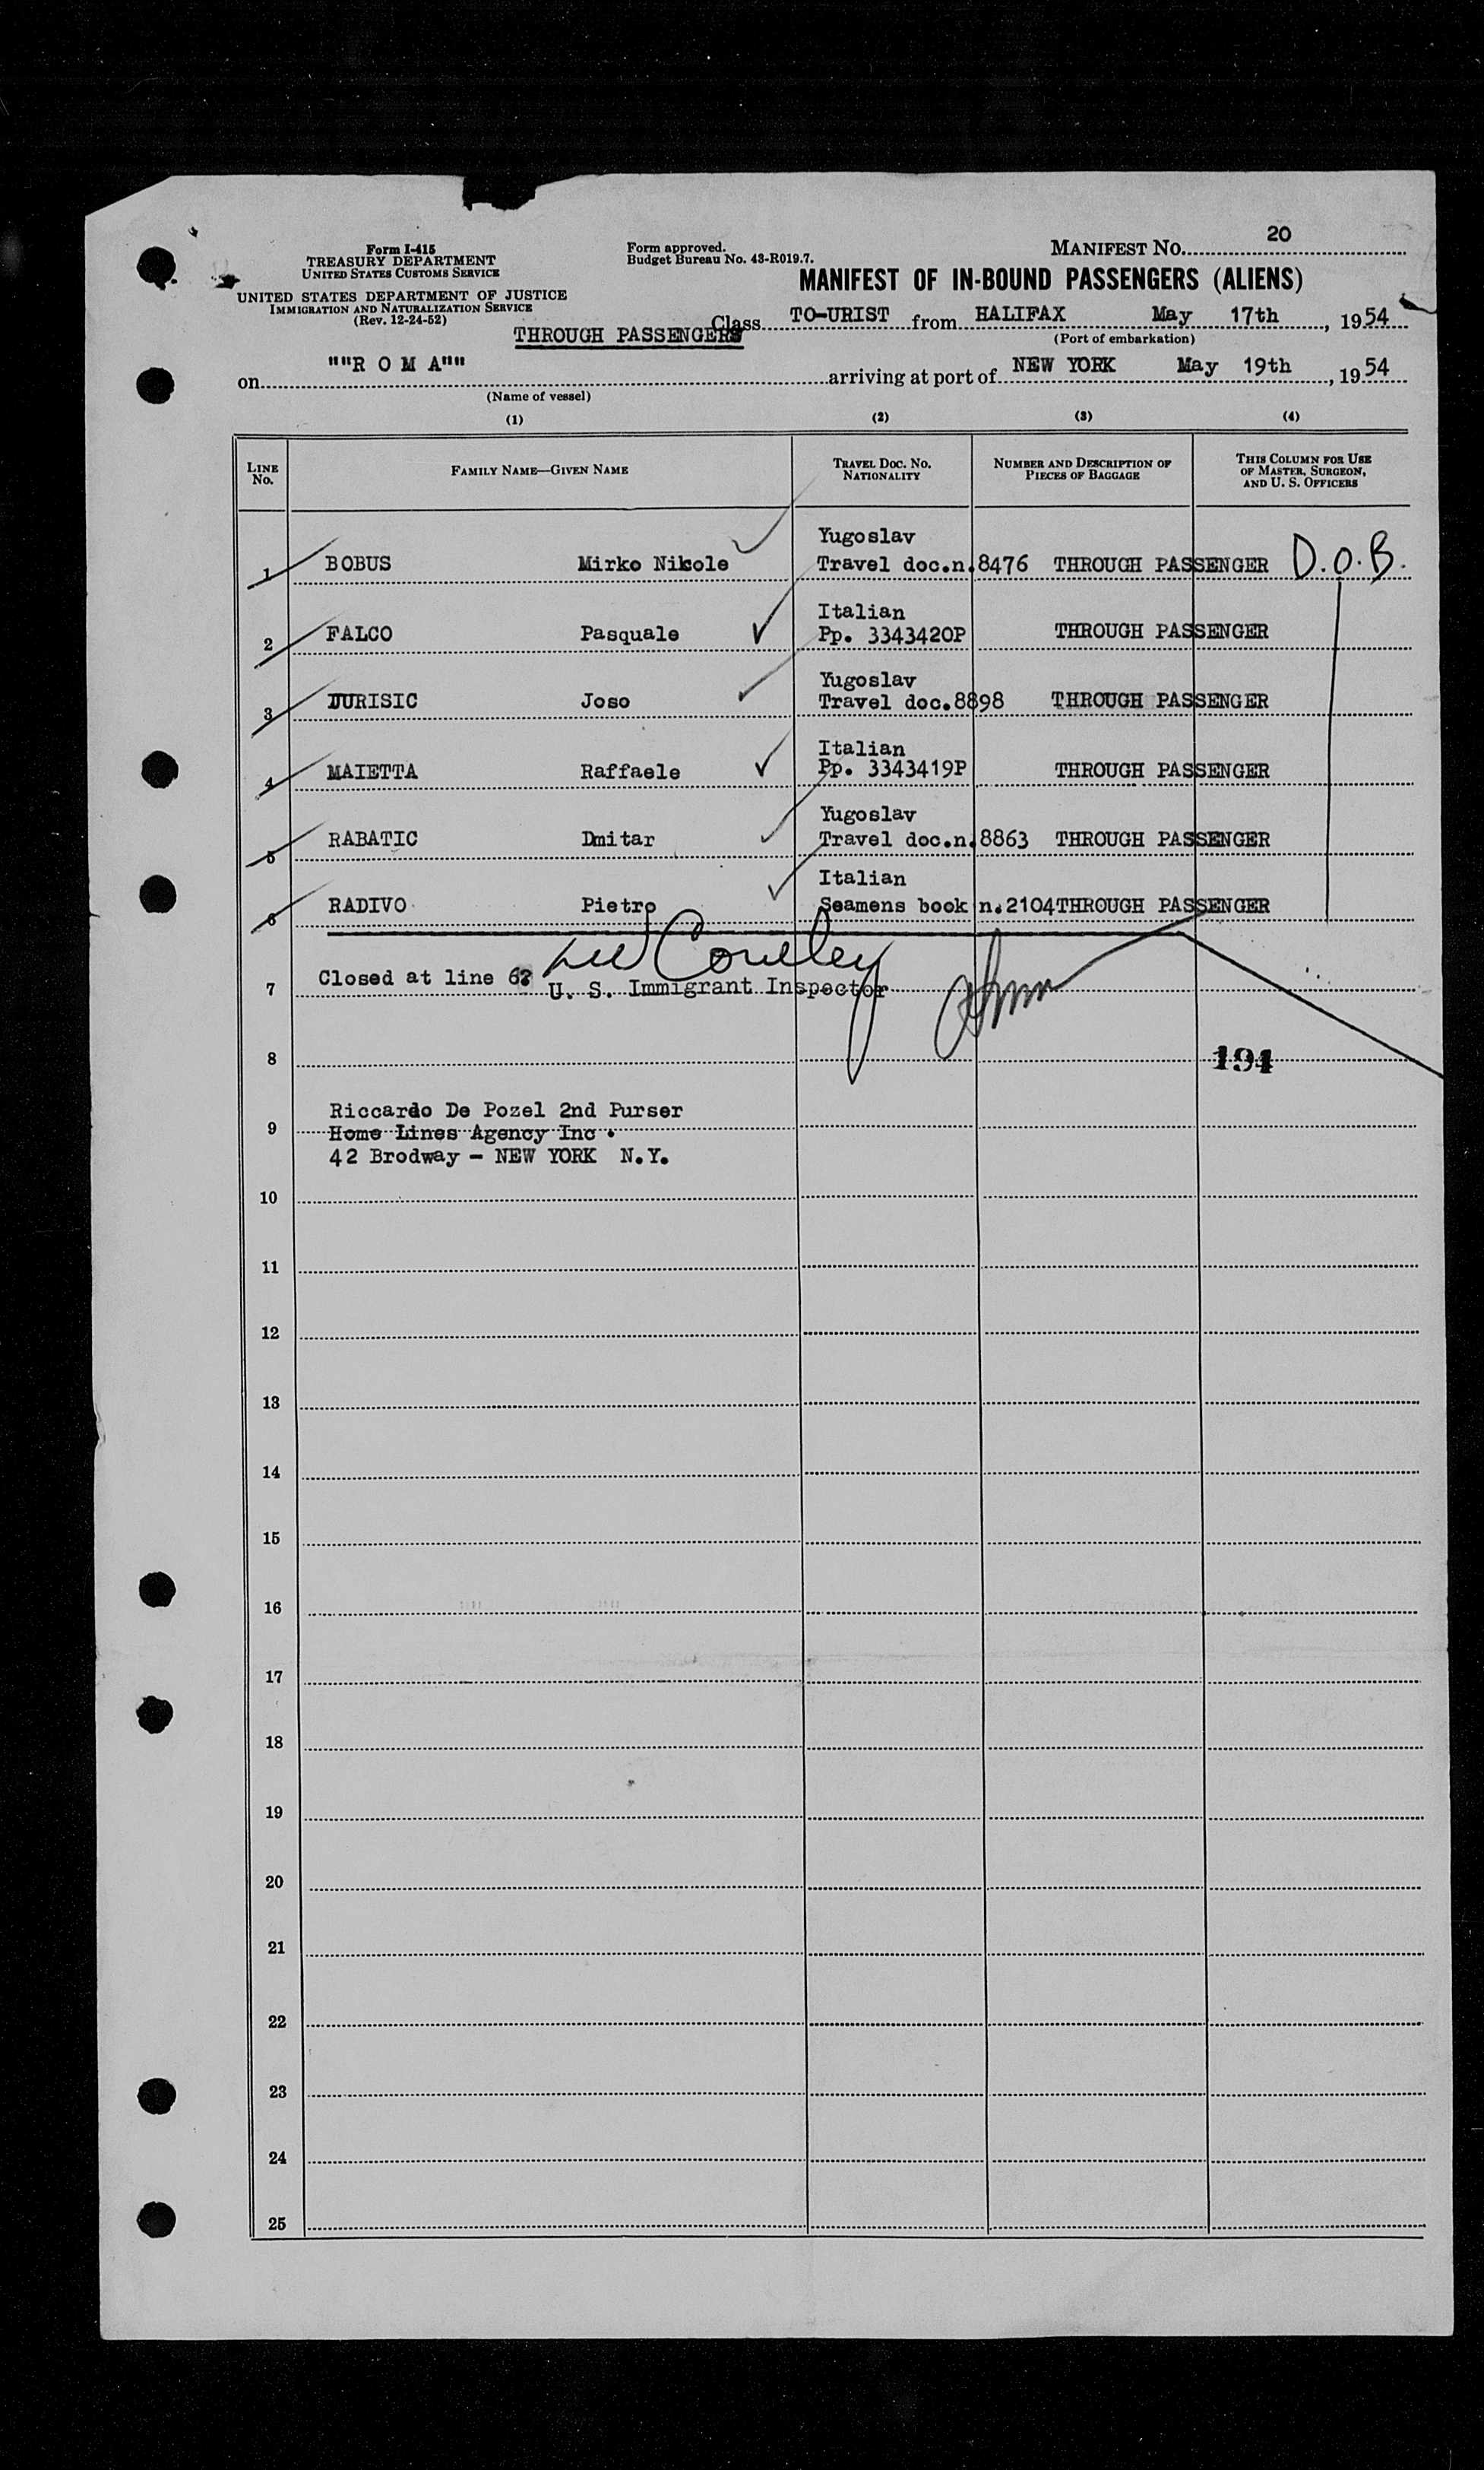 Form I-415
TREASURY DEPARTMENT
UNITED STATES CUSTOMS SERVICE
UNITED STATES DEPARTMENT OF JUSTICE
IMMIGRATION AND NATURALIZATION SERVICE
(Rev. 12-24-52)
Form approved.
Budget Bureau No. 43-R019.7.
MANIFEST NO. 20
MANIFEST OF IN-BOUND PASSENGERS (ALIENS)
THROUGH PASSENGERS Class TO-URIST from HALIFAX May 17th, 1954
(Port of embarkation)
on ""R O M A"" arriving at port of NEW YORK May 19th, 1954
(Name of vessel)
(1) (2) (3) (4)
LINE NO. FAMILY NAME—GIVEN NAME TRAVEL DOC. NO. NATIONALITY NUMBER AND DESCRIPTION OF PIECES OF BAGGAGE THIS COLUMN FOR USE OF MASTER, SURGEON, AND U. S. OFFICERS
Yugoslav
1 BOBUS Mirko Nikole Travel doc.n.8476 THROUGH PASSENGER D.O.B.
Italian
2 FALCO Pasquale Pp. 3343420P THROUGH PASSENGER
Yugoslav
3 JURISIC Joso Travel doc.8898 THROUGH PASSENGER
Italian
4 MAIETTA Raffaele Pp. 3343419P THROUGH PASSENGER
Yugoslav
5 RABATIC Dmitar Travel doc.n.8863 THROUGH PASSENGER
Italian
6 RADIVO Pietro Seamens book n.2104 THROUGH PASSENGER
7 Closed at line 6
U. S. Immigrant Inspector
8 194
Riccardo De Pozel 2nd Purser
9 Home Lines Agency Inc.
42 Brodway - NEW YORK N.Y.
10
11
12
13
14
15
16
17
18
19
20
21
22
23
24
25